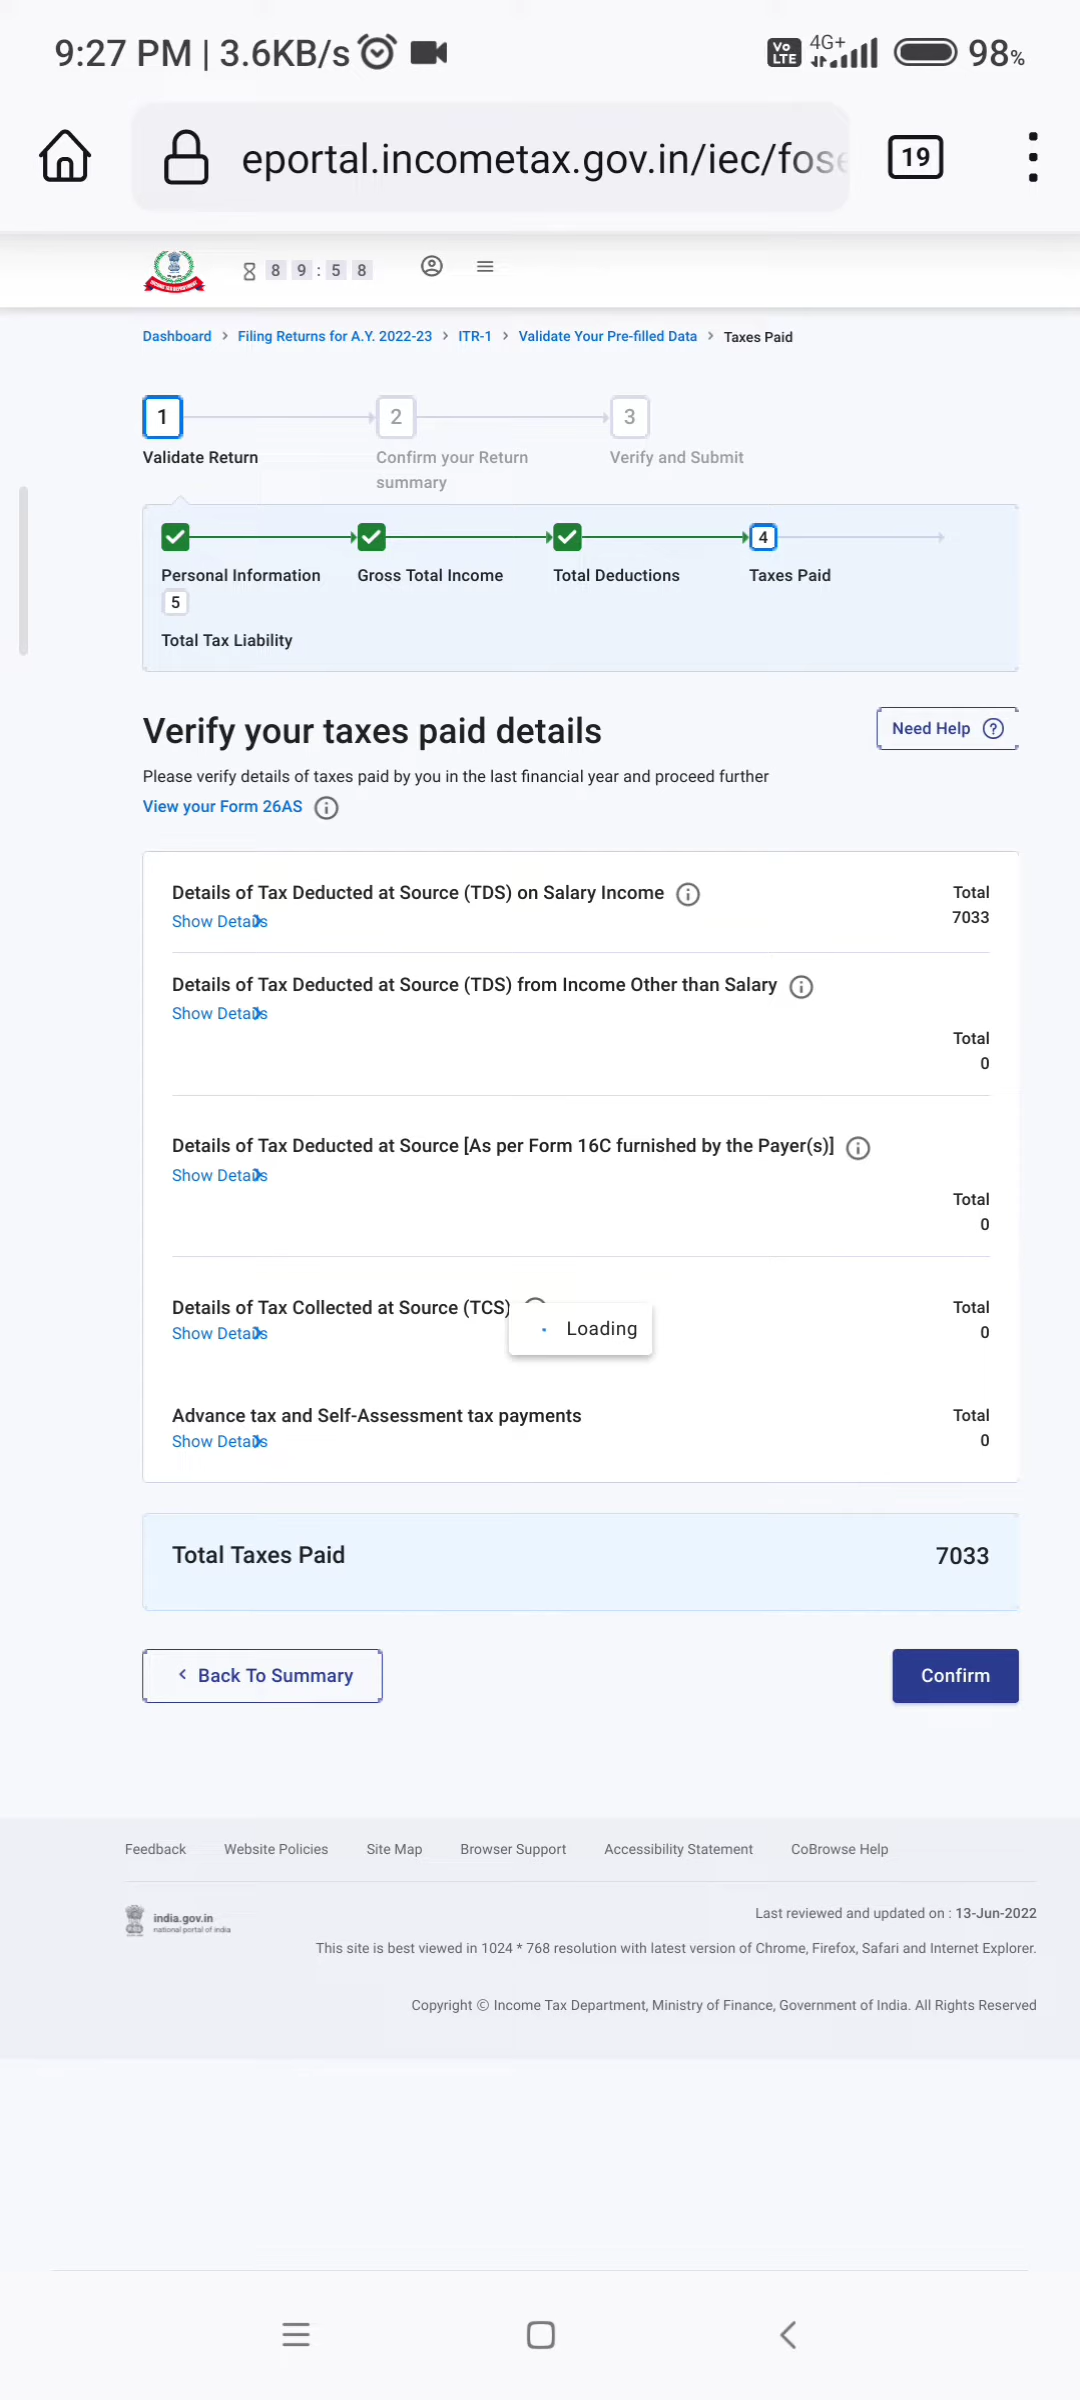 9:27 PM | 3.6KB/s
Vo LTE 4G+ 98%
eportal.incometax.gov.in/iec/fose
19
8 9 : 5 8
Dashboard > Filing Returns for A.Y. 2022-23 > ITR-1 > Validate Your Pre-filled Data > Taxes Paid
1 2 3
Validate Return Confirm your Return summary Verify and Submit
4
Personal Information Gross Total Income Total Deductions Taxes Paid
5
Total Tax Liability
Verify your taxes paid details
Need Help ?
Please verify details of taxes paid by you in the last financial year and proceed further
View your Form 26AS
Details of Tax Deducted at Source (TDS) on Salary Income Total
Show Details 7033
Details of Tax Deducted at Source (TDS) from Income Other than Salary
Show Details
Total
0
Details of Tax Deducted at Source [As per Form 16C furnished by the Payer(s)]
Show Details
Total
0
Details of Tax Collected at Source (TCS) Total
Loading
Show Details 0
Advance tax and Self-Assessment tax payments Total
Show Details 0
Total Taxes Paid 7033
< Back To Summary Confirm
Feedback Website Policies Site Map Browser Support Accessibility Statement CoBrowse Help
india.gov.in
national portal of india
Last reviewed and updated on : 13-Jun-2022
This site is best viewed in 1024 * 768 resolution with latest version of Chrome, Firefox, Safari and Internet Explorer.
Copyright © Income Tax Department, Ministry of Finance, Government of India. All Rights Reserved